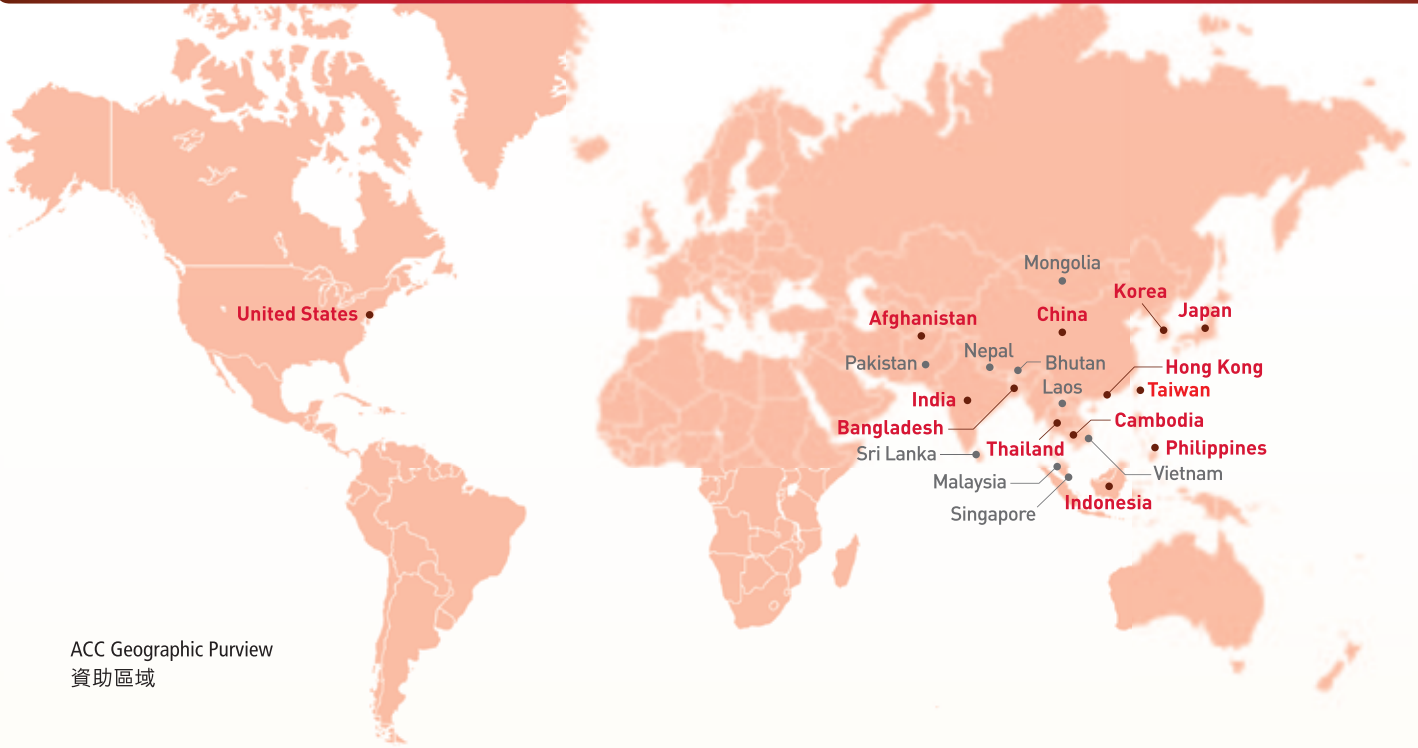 Mongolia
Korea
United States
Afghanistan
China
Japan
Nepal
Pakistan
Bhutan
Hong Kong
Laos
Taiwan
India
Bangladesh
Cambodia
Sri Lanka
Thailand
Philippines
Malaysia
Vietnam
Singapore
Indonesia
ACC Geographic Purview
資助區域